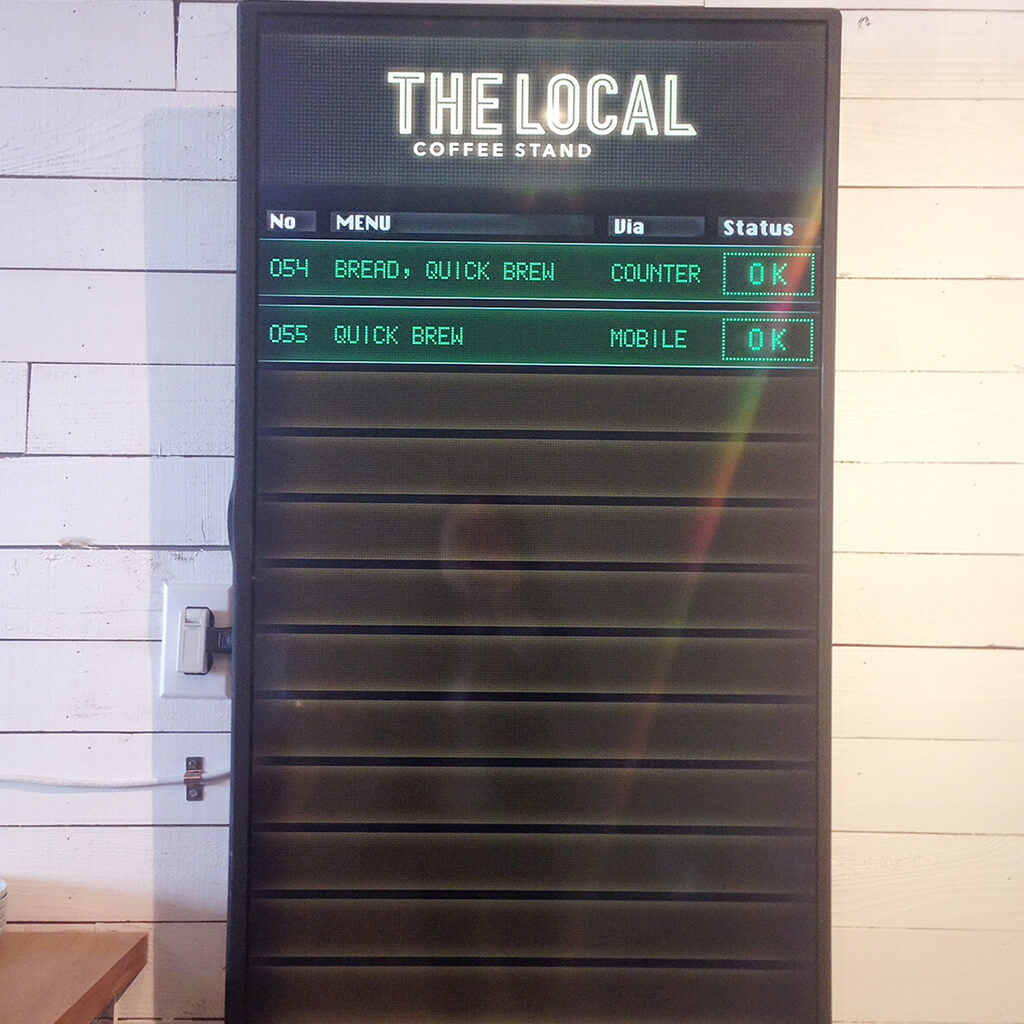 THE LOCAL
COFFEE STAND
No MENU Via Status
054 BREAD, QUICK BREW COUNTER OK
055 QUICK BREW MOBILE OK